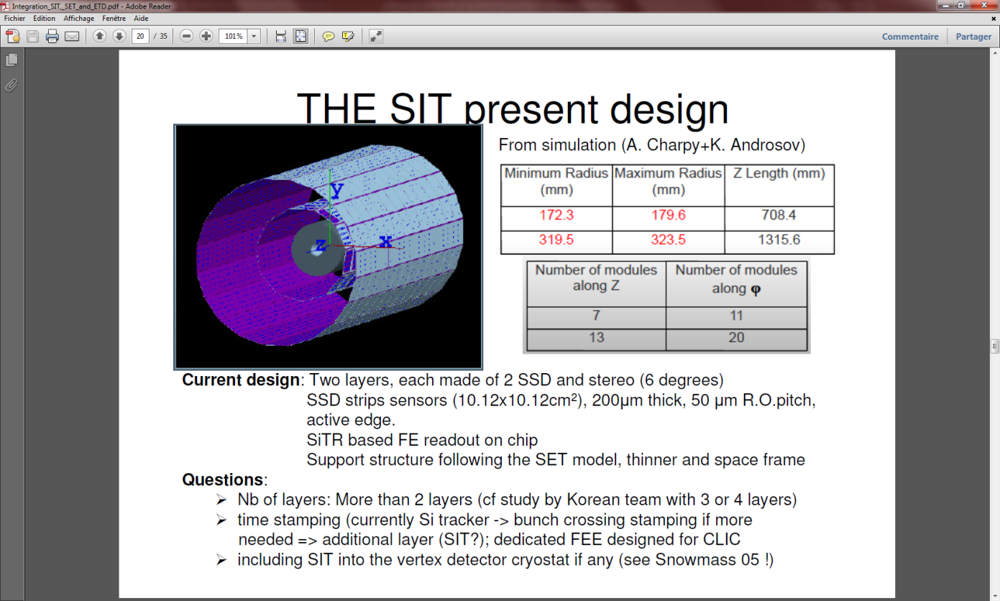 Integration_SIT,_SET_and_ETD.pdf - Adobe Reader
Fichier Edition Affichage Fenêtre Aide
20 / 35 101% Commentaire Partager
THE SIT present design
From simulation (A. Charpy+K. Androsov)
Minimum Radius Maximum Radius Z Length (mm)
(mm) (mm)
172.3 179.6 708.4
319.5 323.5 1315.6
Number of modules Number of modules
along Z along φ
7 11
13 20
y
z x
Current design: Two layers, each made of 2 SSD and stereo (6 degrees)
SSD strips sensors (10.12x10.12cm²), 200µm thick, 50 µm R.O.pitch,
active edge.
SiTR based FE readout on chip
Support structure following the SET model, thinner and space frame
Questions:
➢ Nb of layers: More than 2 layers (cf study by Korean team with 3 or 4 layers)
➢ time stamping (currently Si tracker -> bunch crossing stamping if more
needed => additional layer (SIT?); dedicated FEE designed for CLIC
➢ including SIT into the vertex detector cryostat if any (see Snowmass 05 !)